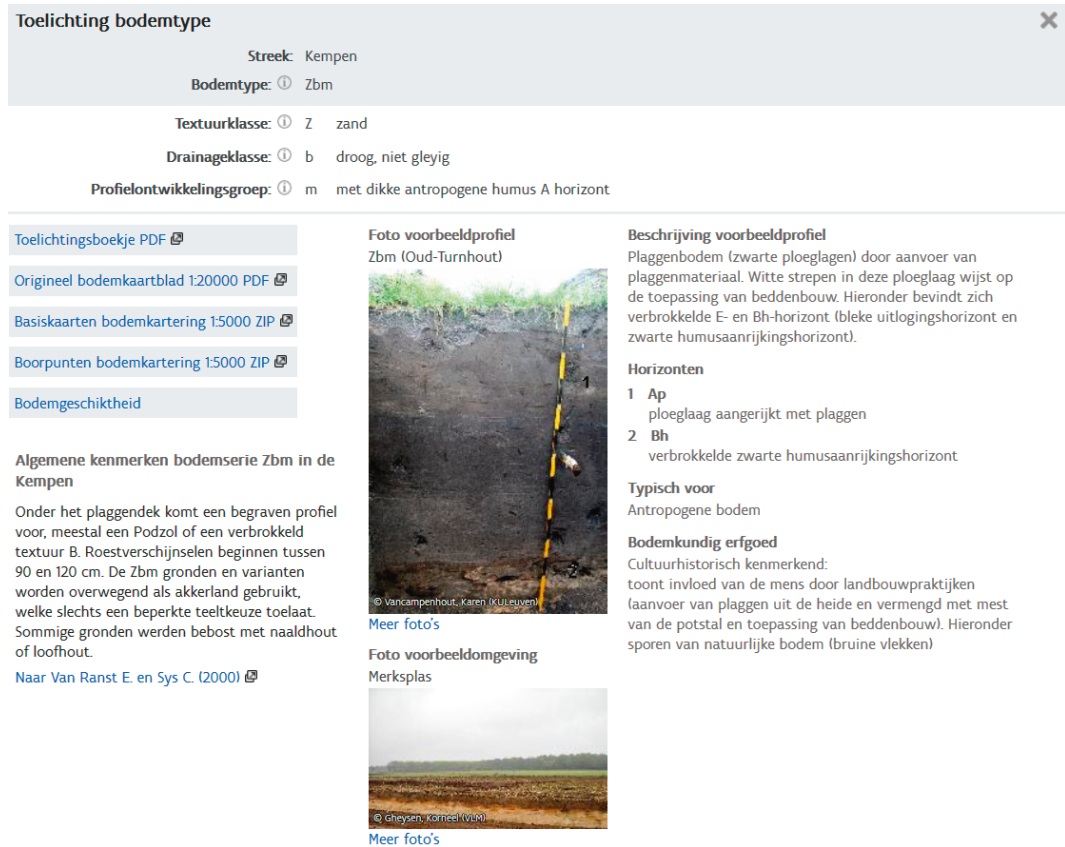 Toelichting bodemtype
Streek: Kempen
Bodemtype: Zbm
Textuurklasse: Z zand
Drainageklasse: b droog, niet gleyig
Profielontwikkelingsgroep: m met dikke antropogene humus A horizont
Toelichtingsboekje PDF
Origineel bodemkaartblad 1:20000 PDF
Basiskaarten bodemkartering 1:5000 ZIP
Boorpunten bodemkartering 1:5000 ZIP
Bodemgeschiktheid
Algemene kenmerken bodemserie Zbm in de
Kempen
Onder het plaggendek komt een begraven profiel
voor, meestal een Podzol of een verbrokkeld
textuur B. Roestverschijnselen beginnen tussen
90 en 120 cm. De Zbm gronden en varianten
worden overwegend als akkerland gebruikt,
welke slechts een beperkte teeltkeuze toelaat.
Sommige gronden werden bebost met naaldhout
of loofhout.
Naar Van Ranst E. en Sys C. (2000)
Foto voorbeeldprofiel
Zbm (Oud-Turnhout)
1
© Vancampenhout, Karen (KULeuven)
Meer foto's
Foto voorbeeldomgeving
Merksplas
© Gheysen, Korneel (VLM)
Meer foto's
Beschrijving voorbeeldprofiel
Plaggenbodem (zwarte ploeglagen) door aanvoer van
plaggenmateriaal. Witte strepen in deze ploeglaag wijst op
de toepassing van beddenbouw. Hieronder bevindt zich
verbrokkelde E- en Bh-horizont (bleke uitlogingshorizont en
zwarte humusaanrijkingshorizont).
Horizonten
1 Ap
ploeglaag aangerijkt met plaggen
2 Bh
verbrokkelde zwarte humusaanrijkingshorizont
Typisch voor
Antropogene bodem
Bodemkundig erfgoed
Cultuurhistorisch kenmerkend:
toont invloed van de mens door landbouwpraktijken
(aanvoer van plaggen uit de heide en vermengd met mest
van de potstal en toepassing van beddenbouw). Hieronder
sporen van natuurlijke bodem (bruine vlekken)